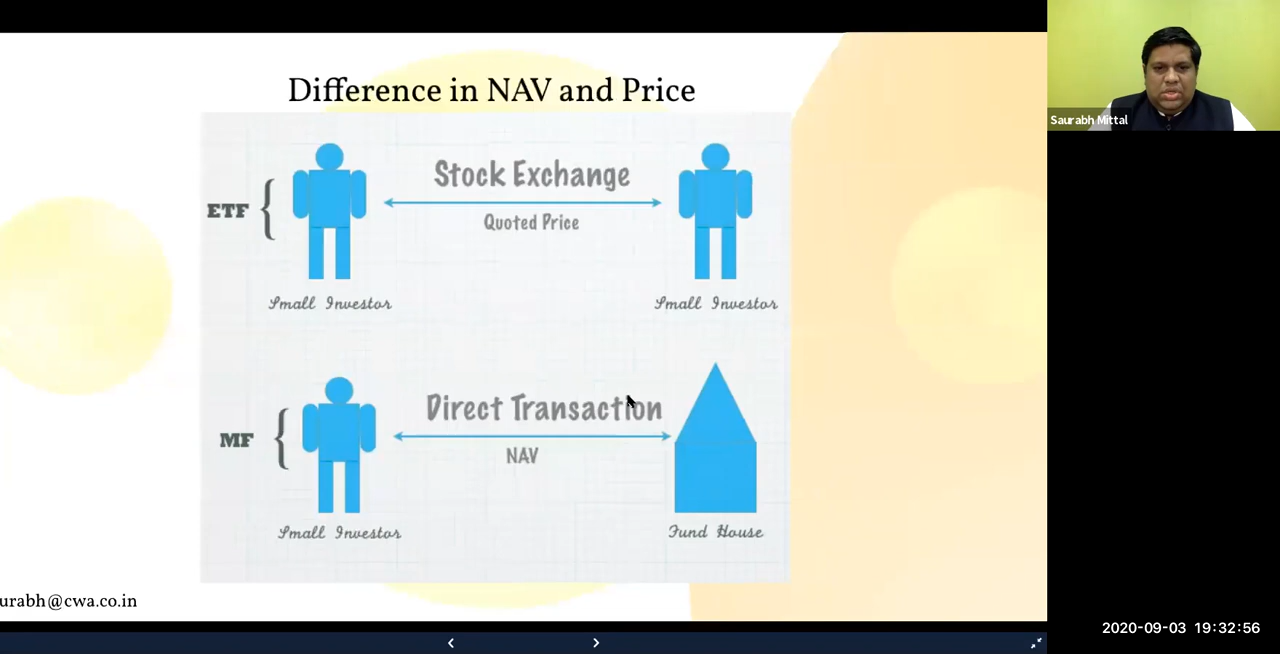 Difference in NAV and Price
ETF
Stock Exchange
Quoted Price
Small Investor
Small Investor
MF
Direct Transaction
NAV
Small Investor
Fund House
urabh@cwa.co.in
Saurabh Mittal
2020-09-03 19:32:56